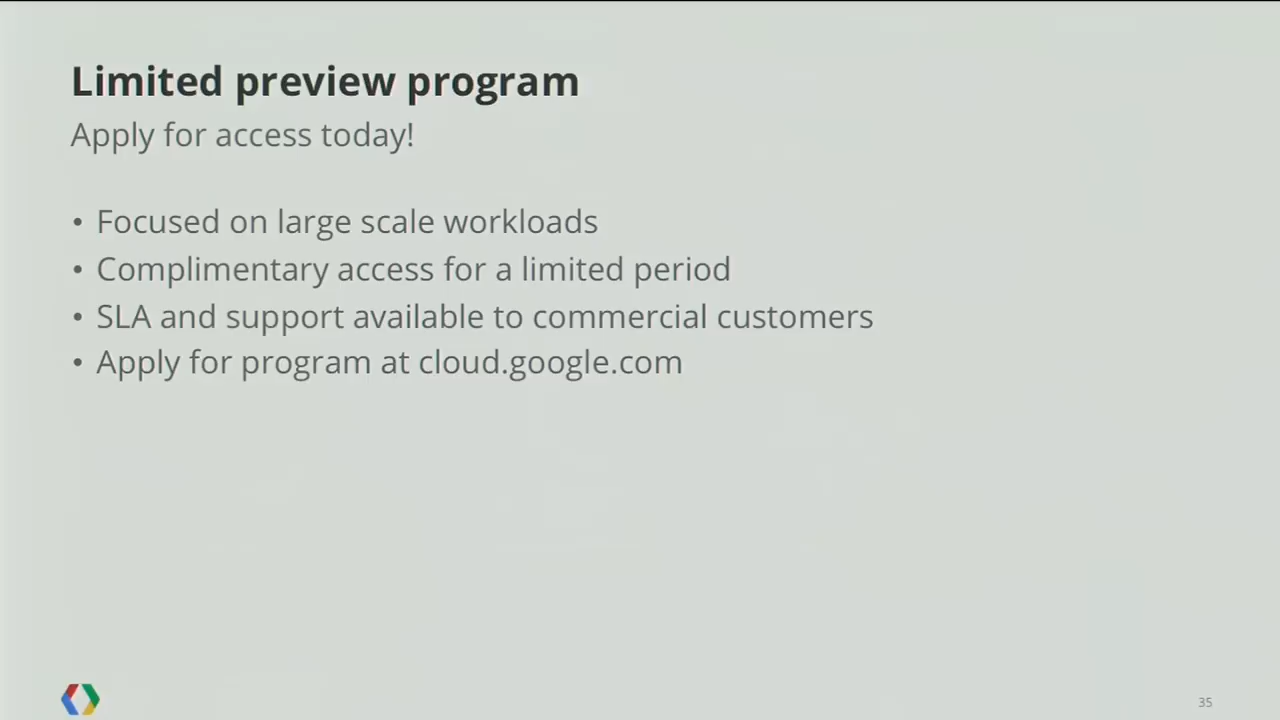 Limited preview program
Apply for access today!
• Focused on large scale workloads
• Complimentary access for a limited period
• SLA and support available to commercial customers
• Apply for program at cloud.google.com
35